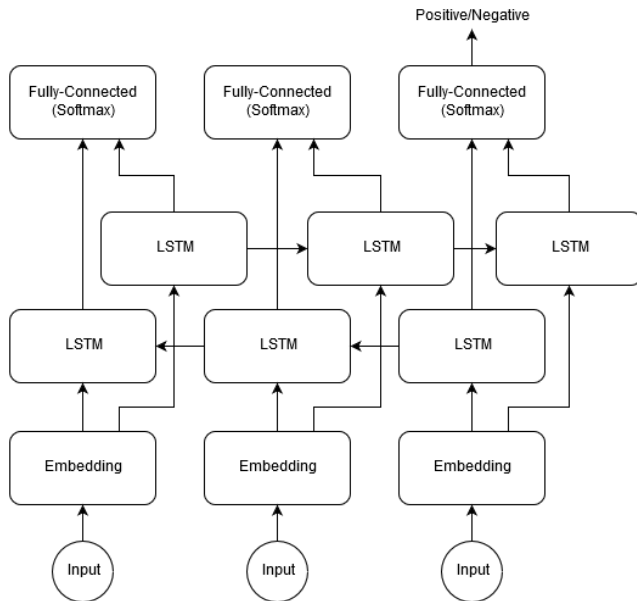 Positive/Negative
Fully-Connected
(Softmax)
Fully-Connected
(Softmax)
Fully-Connected
(Softmax)
LSTM
LSTM
LSTM
LSTM
LSTM
LSTM
Embedding
Embedding
Embedding
Input
Input
Input